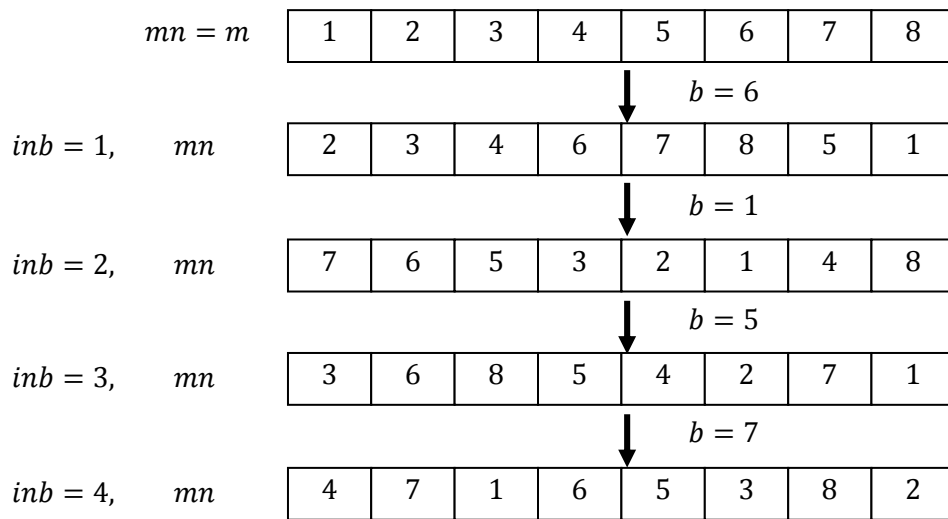 mn = m 1 2 3 4 5 6 7 8
b = 6
inb = 1, mn 2 3 4 6 7 8 5 1
b = 1
inb = 2, mn 7 6 5 3 2 1 4 8
b = 5
inb = 3, mn 3 6 8 5 4 2 7 1
b = 7
inb = 4, mn 4 7 1 6 5 3 8 2